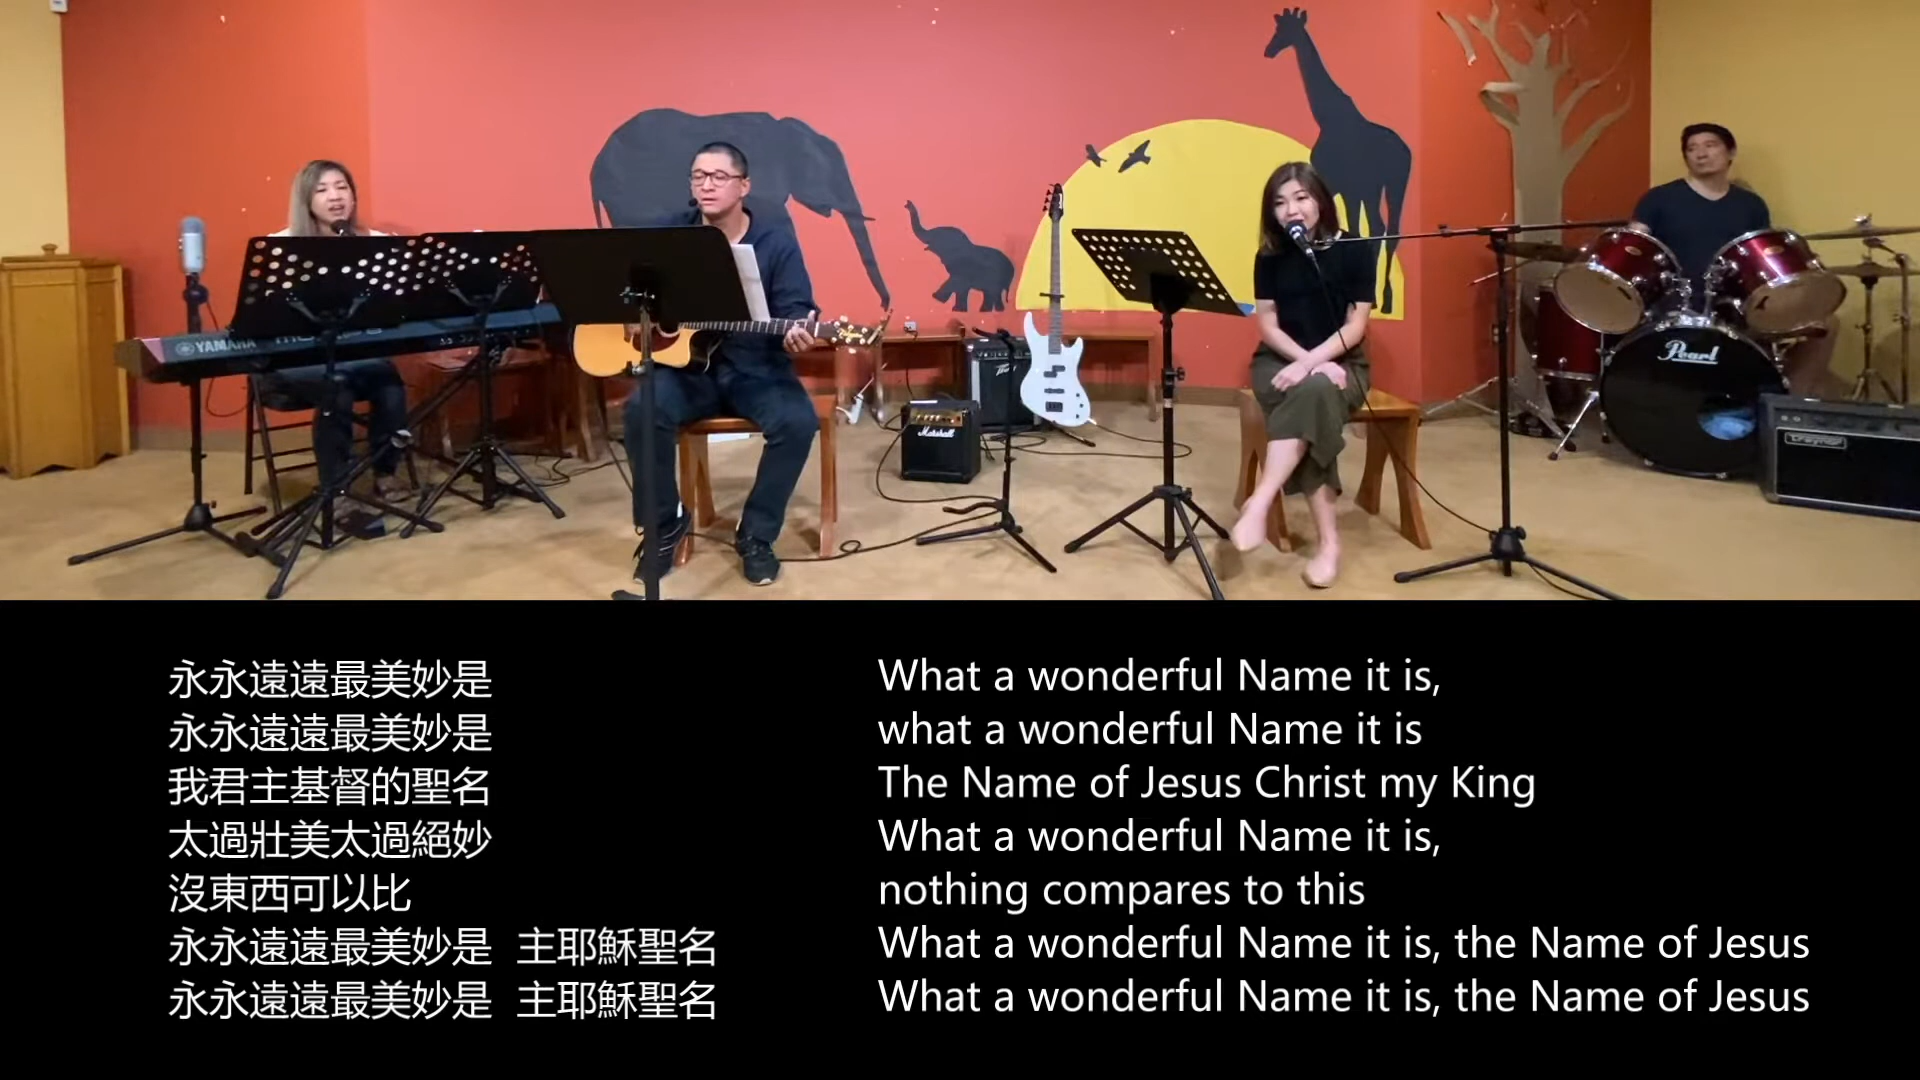 YAMAHA
Marshall
Peavey
Pearl
Traynor
永永遠遠最美妙是
永永遠遠最美妙是
我君主基督的聖名
太過壯美太過絕妙
沒東西可以比
永永遠遠最美妙是 主耶穌聖名
永永遠遠最美妙是 主耶穌聖名
What a wonderful Name it is,
what a wonderful Name it is
The Name of Jesus Christ my King
What a wonderful Name it is,
nothing compares to this
What a wonderful Name it is, the Name of Jesus
What a wonderful Name it is, the Name of Jesus